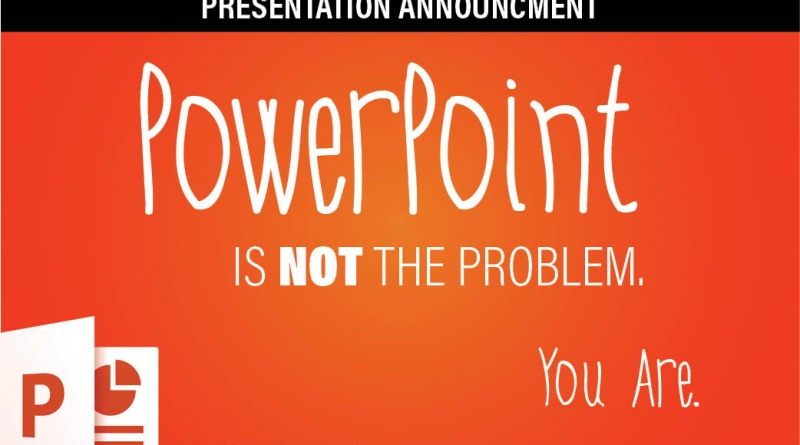 PRESENTATION ANNOUNCMENT
PowerPoint
IS NOT THE PROBLEM.
You Are.
P